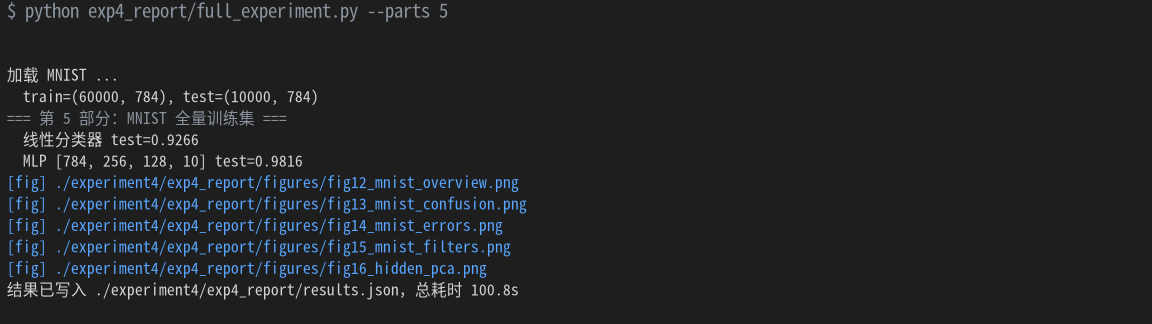 $ python exp4_report/full_experiment.py --parts 5
加载 MNIST ...
train=(60000, 784), test=(10000, 784)
=== 第 5 部分: MNIST 全量训练集 ===
线性分类器 test=0.9266
MLP [784, 256, 128, 10] test=0.9816
[fig] ./experiment4/exp4_report/figures/fig12_mnist_overview.png
[fig] ./experiment4/exp4_report/figures/fig13_mnist_confusion.png
[fig] ./experiment4/exp4_report/figures/fig14_mnist_errors.png
[fig] ./experiment4/exp4_report/figures/fig15_mnist_filters.png
[fig] ./experiment4/exp4_report/figures/fig16_hidden_pca.png
结果已写入 ./experiment4/exp4_report/results.json, 总耗时 100.8s